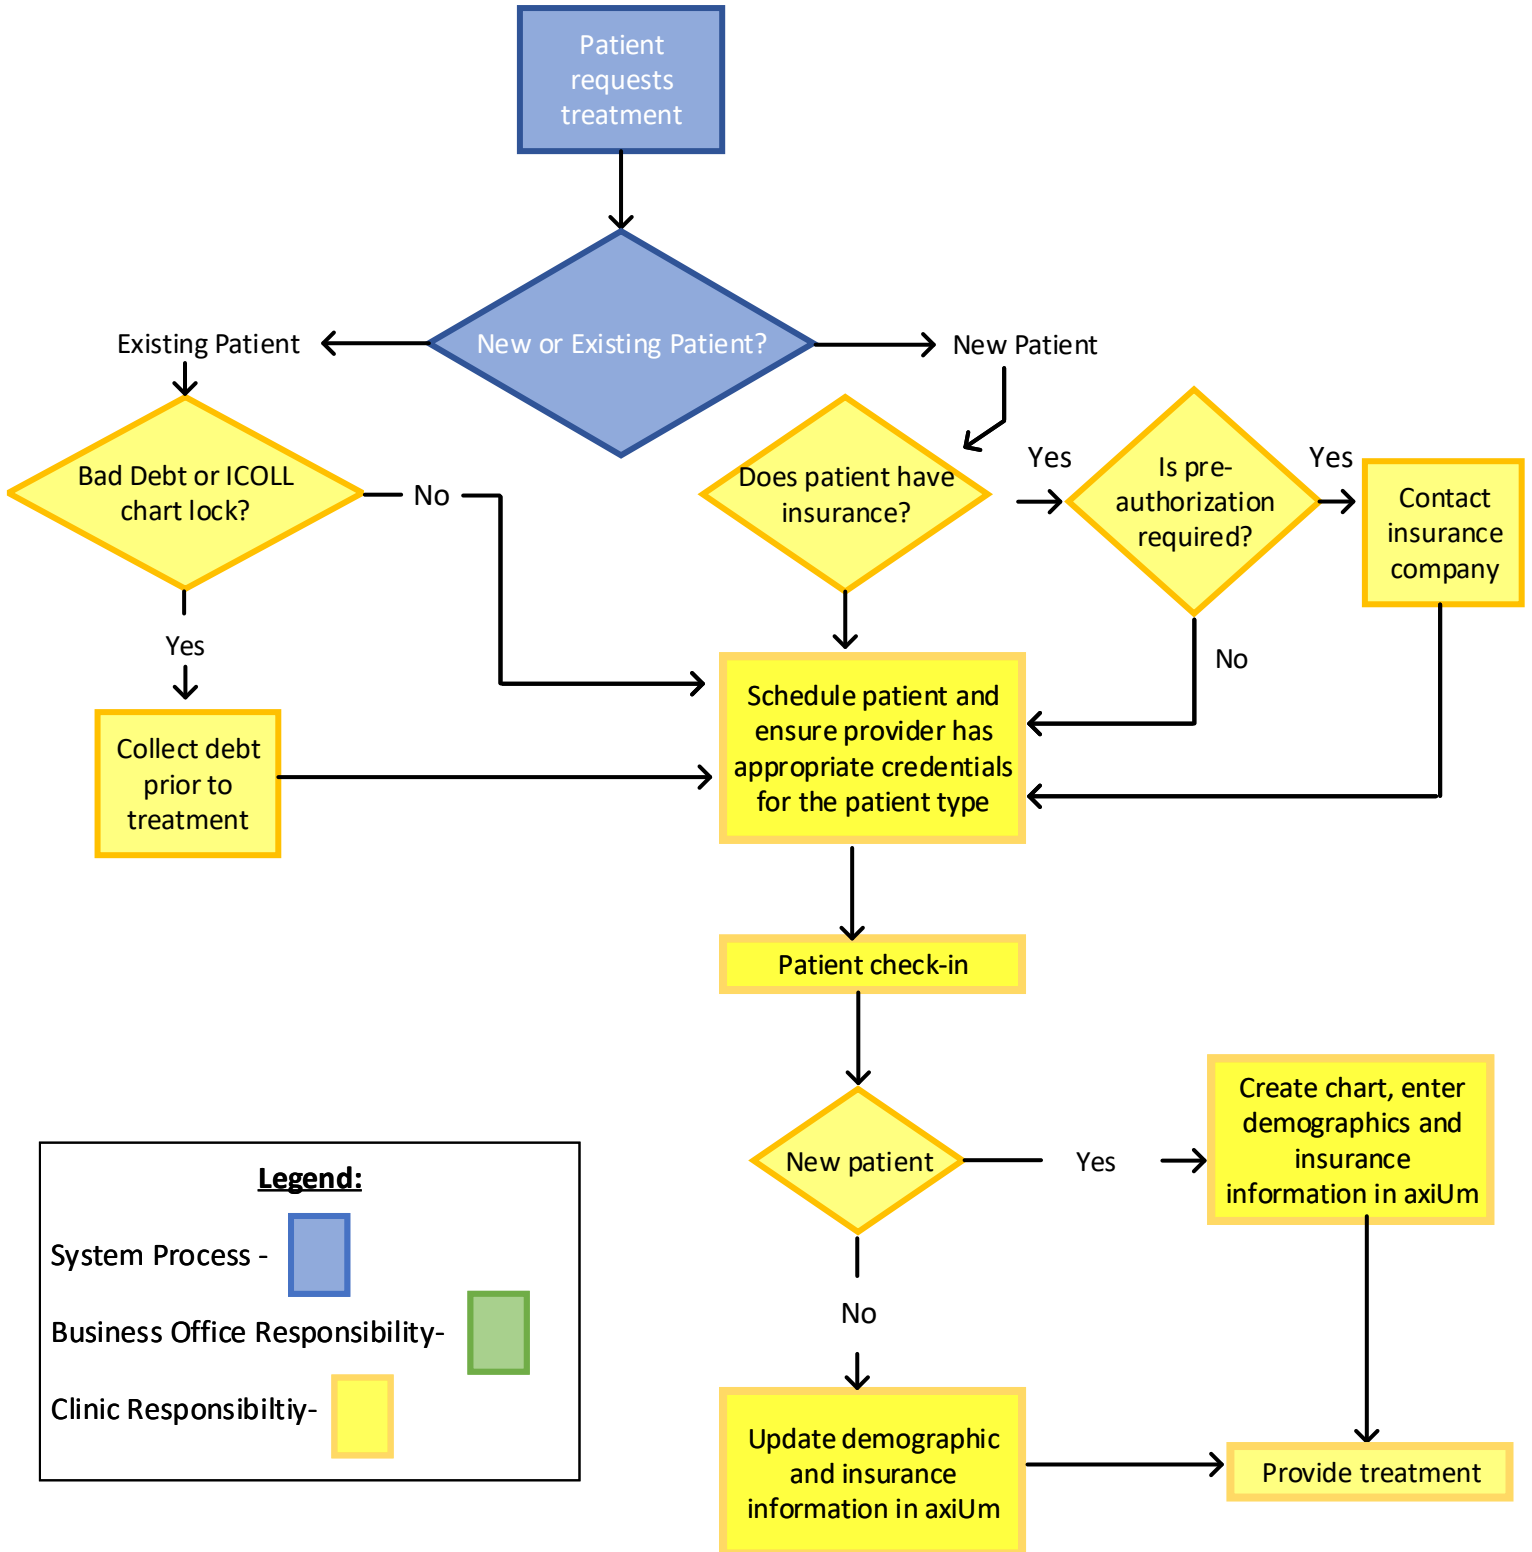 Patient
requests
treatment
New or Existing Patient?
Existing Patient
New Patient
Bad Debt or ICOLL
chart lock?
No
Does patient have
insurance?
Yes
Is pre-
authorization
required?
Yes
Contact
insurance
company
Yes
No
Collect debt
prior to
treatment
Schedule patient and
ensure provider has
appropriate credentials
for the patient type
Patient check-in
New patient
Yes
Create chart, enter
demographics and
insurance
information in axiUm
No
Update demographic
and insurance
information in axiUm
Provide treatment
Legend:
System Process -
Business Office Responsibility-
Clinic Responsibiltiy-